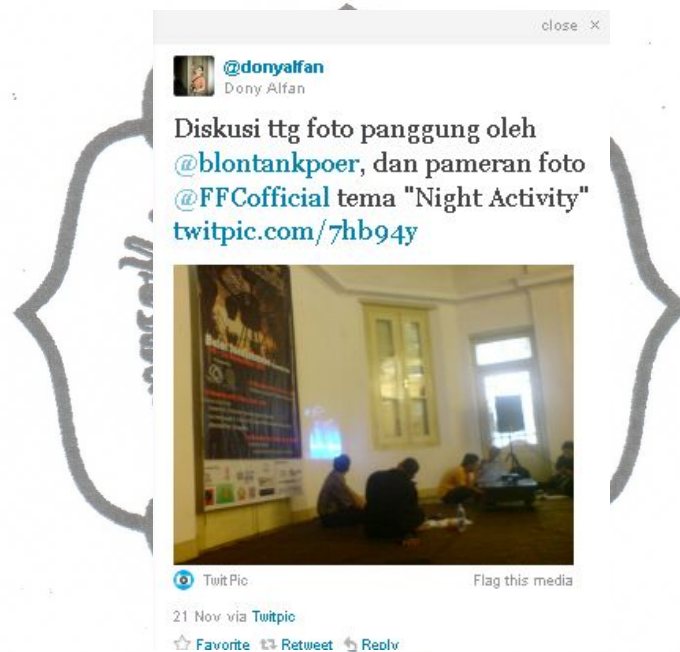 close ×
@donyalfan
Dony Alfan
Diskusi ttg foto panggung oleh
@blontankpoer, dan pameran foto
@FFCofficial tema "Night Activity"
twitpic.com/7hb94y
TwitPic
Flag this media
21 Nov via Twitpic
Favorite Retweet Reply